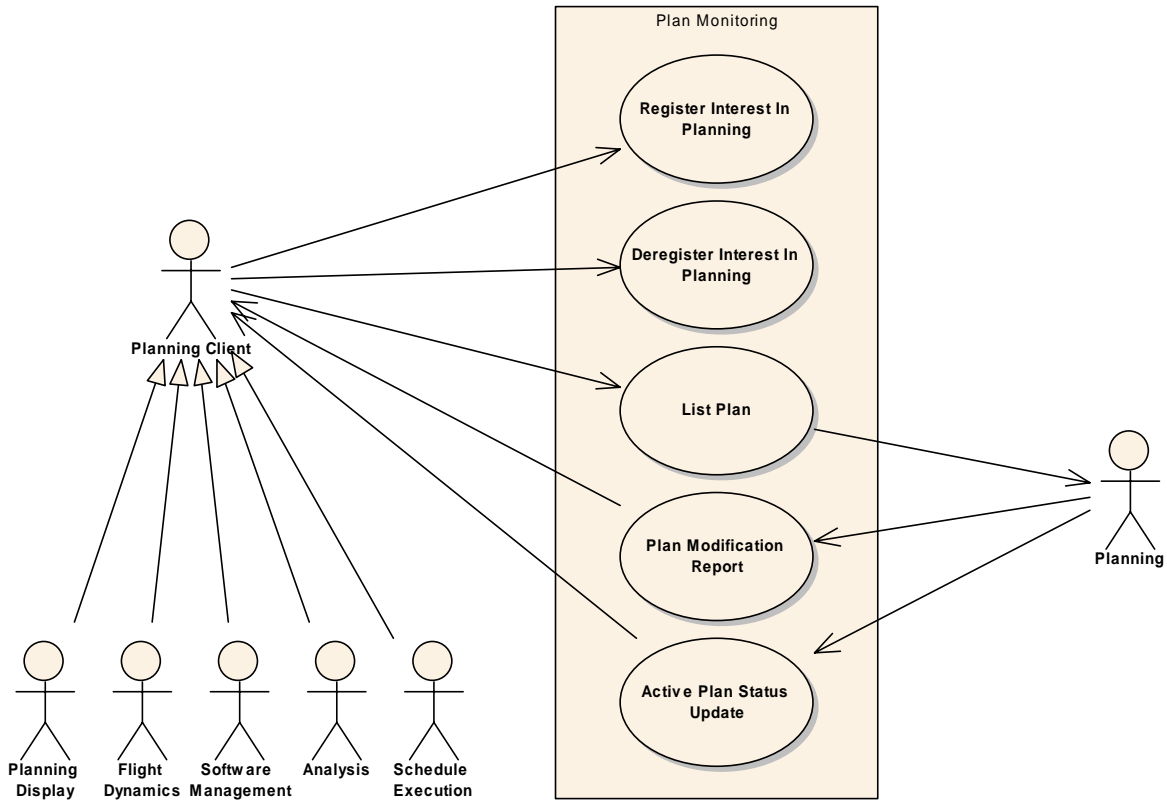 Plan Monitoring
Register Interest In
Planning
Deregister Interest In
Planning
Planning Client
List Plan
Plan Modification
Report
Planning
Active Plan Status
Update
Planning
Display
Flight
Dynamics
Software
Management
Analysis
Schedule
Execution